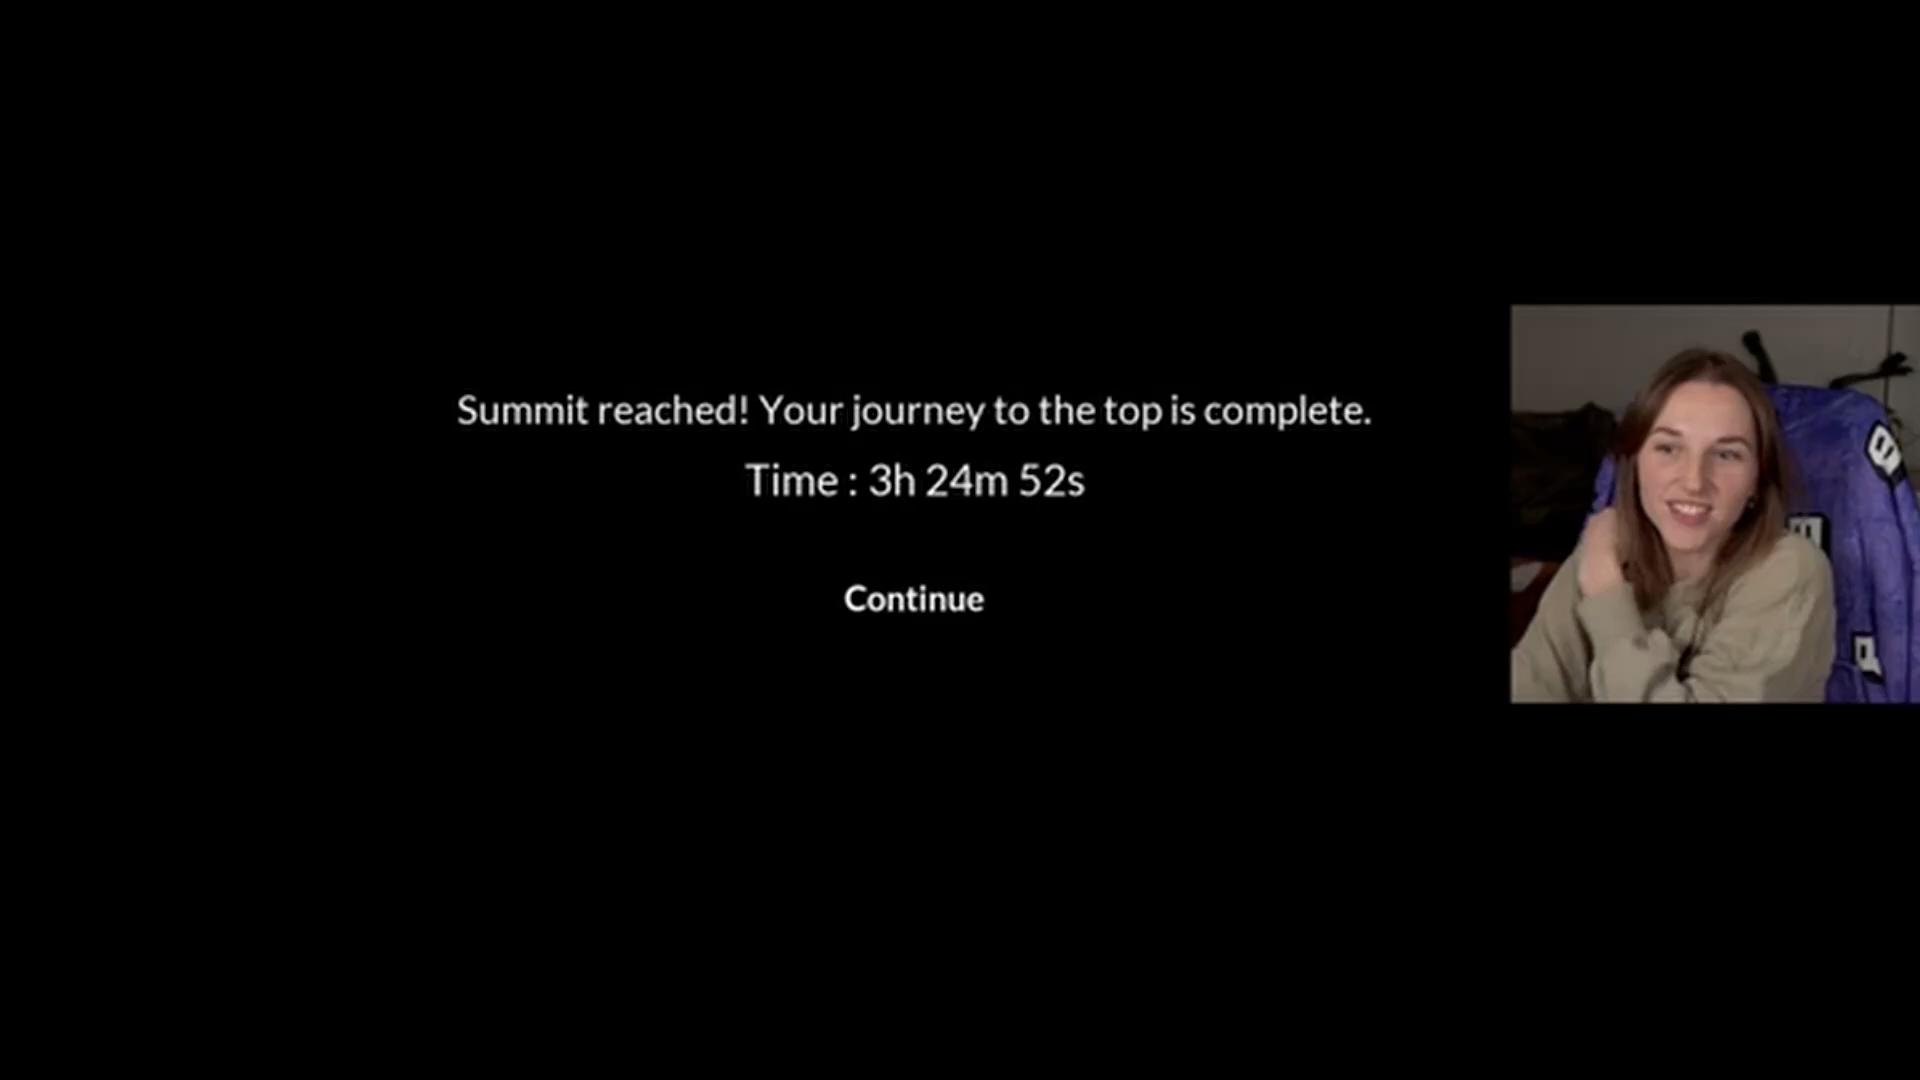 Summit reached! Your journey to the top is complete.
Time : 3h 24m 52s
Continue